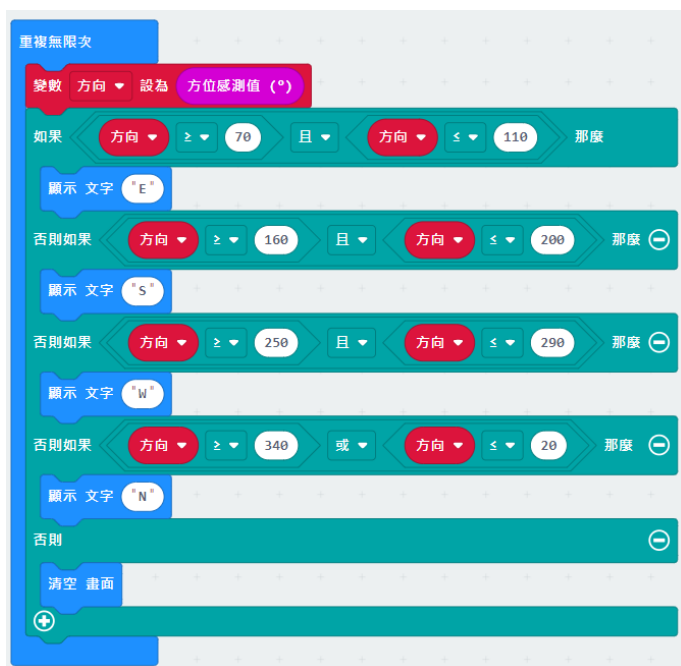 重複無限次
變數 方向 設為 方位感測值 (°)
如果 方向 ≥ 70 且 方向 ≤ 110 那麼
顯示 文字 "E"
否則如果 方向 ≥ 160 且 方向 ≤ 200 那麼
顯示 文字 "S"
否則如果 方向 ≥ 250 且 方向 ≤ 290 那麼
顯示 文字 "W"
否則如果 方向 ≥ 340 或 方向 ≤ 20 那麼
顯示 文字 "N"
否則
清空 畫面